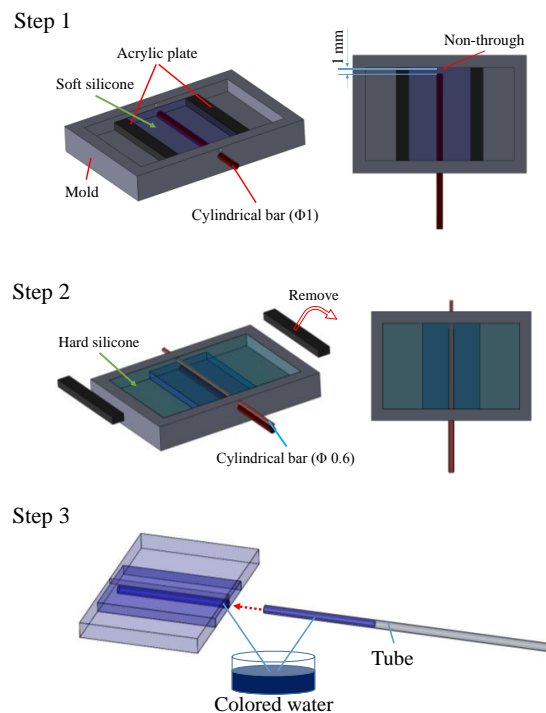 Step 1
Acrylic plate
Soft silicone
Mold
Cylindrical bar (Φ1)
1 mm
Non-through
Step 2
Remove
Hard silicone
Cylindrical bar (Φ 0.6)
Step 3
Tube
Colored water